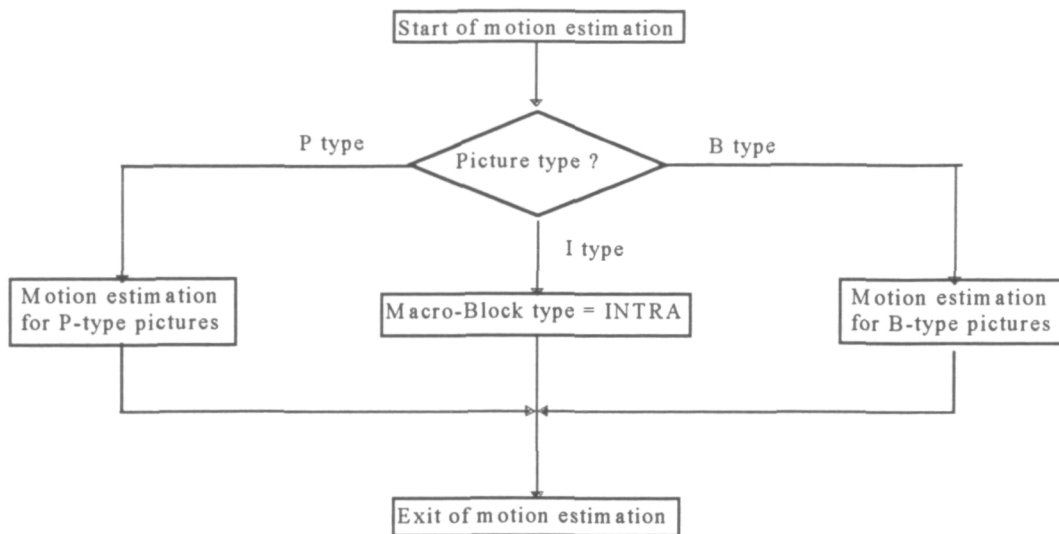 Start of motion estimation
P type
B type
Picture type ?
I type
Motion estimation
for P-type pictures
Macro-Block type = INTRA
Motion estimation
for B-type pictures
Exit of motion estimation